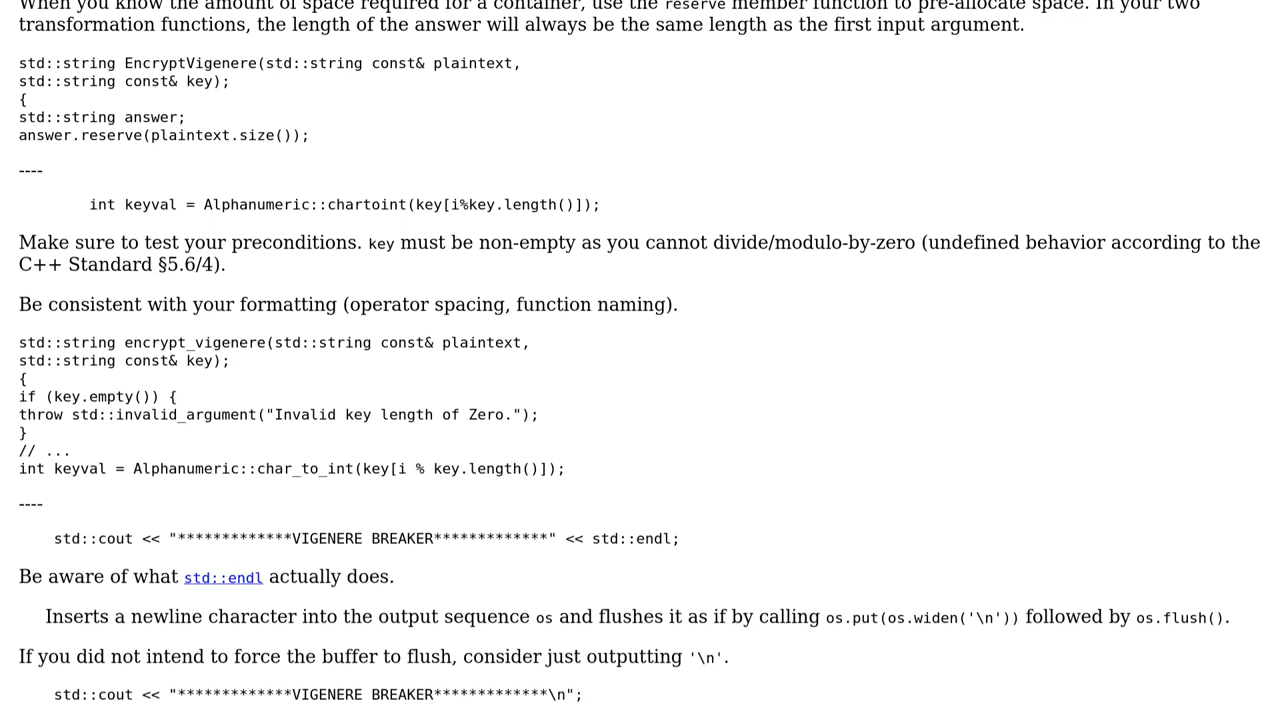 When you know the amount of space required for a container, use the reserve member function to pre-allocate space. In your two
transformation functions, the length of the answer will always be the same length as the first input argument.
std::string EncryptVigenere(std::string const& plaintext,
std::string const& key);
{
std::string answer;
answer.reserve(plaintext.size());
----
int keyval = Alphanumeric::chartoint(key[i%key.length()]);
Make sure to test your preconditions. key must be non-empty as you cannot divide/modulo-by-zero (undefined behavior according to the
C++ Standard §5.6/4).
Be consistent with your formatting (operator spacing, function naming).
std::string encrypt_vigenere(std::string const& plaintext,
std::string const& key);
{
if (key.empty()) {
throw std::invalid_argument("Invalid key length of Zero.");
}
// ...
int keyval = Alphanumeric::char_to_int(key[i % key.length()]);
----
std::cout << "*************VIGENERE BREAKER*************" << std::endl;
Be aware of what std::endl actually does.
Inserts a newline character into the output sequence os and flushes it as if by calling os.put(os.widen('\n')) followed by os.flush().
If you did not intend to force the buffer to flush, consider just outputting '\n'.
std::cout << "*************VIGENERE BREAKER*************\n";